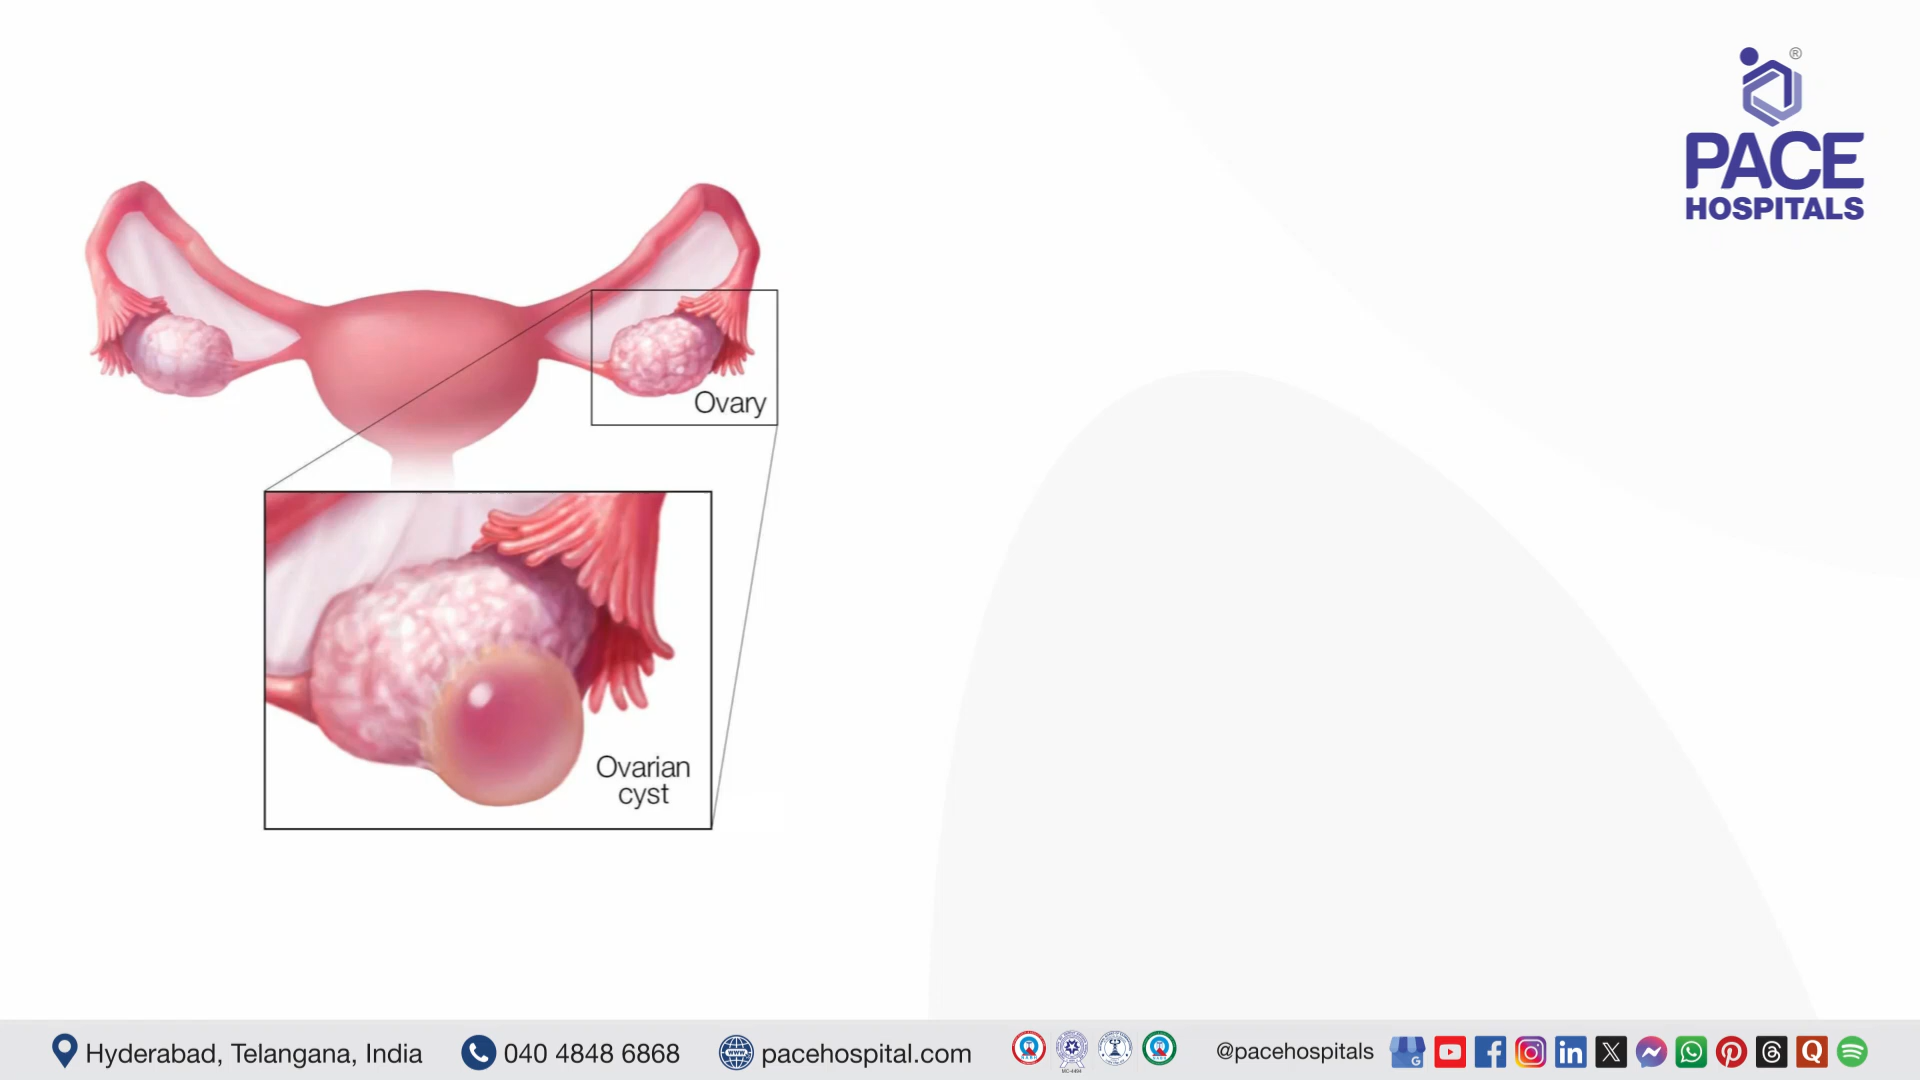 ®
PACE
HOSPITALS
Ovary
Ovarian
cyst
Hyderabad, Telangana, India
040 4848 6868
pacehospital.com
@pacehospitals